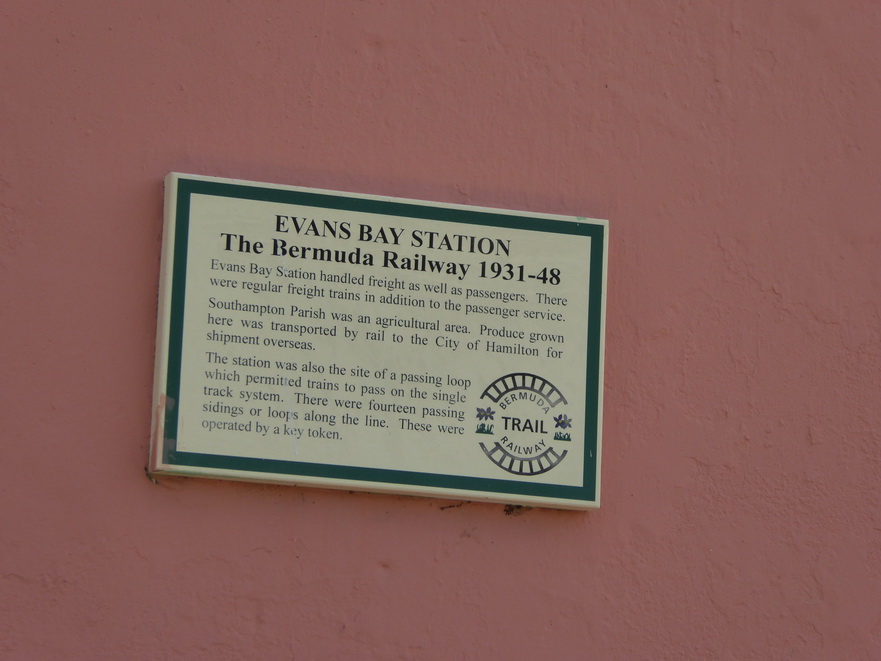 EVANS BAY STATION
The Bermuda Railway 1931-48
Evans Bay Station handled freight as well as passengers. There
were regular freight trains in addition to the passenger service.
Southampton Parish was an agricultural area. Produce grown
here was transported by rail to the City of Hamilton for
shipment overseas.
The station was also the site of a passing loop
which permitted trains to pass on the single
track system. There were fourteen passing
sidings or loops along the line. These were
operated by a key token.
BERMUDA
TRAIL
RAILWAY